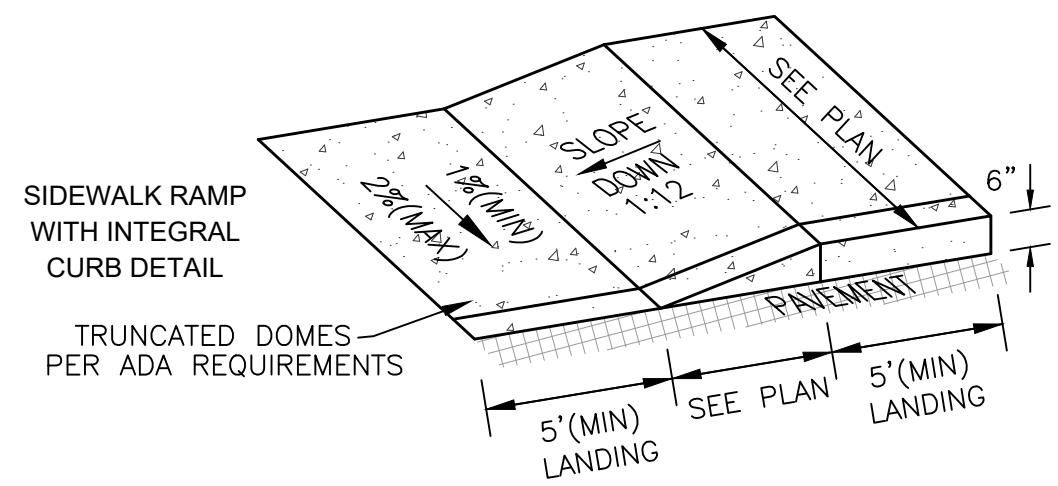 SIDEWALK RAMP
WITH INTEGRAL
CURB DETAIL
SEE PLAN
SLOPE
DOWN
1:12
1%(MIN)
2%(MAX)
6"
TRUNCATED DOMES
PER ADA REQUIREMENTS
PAVEMENT
5'(MIN)
LANDING
SEE PLAN
5'(MIN)
LANDING